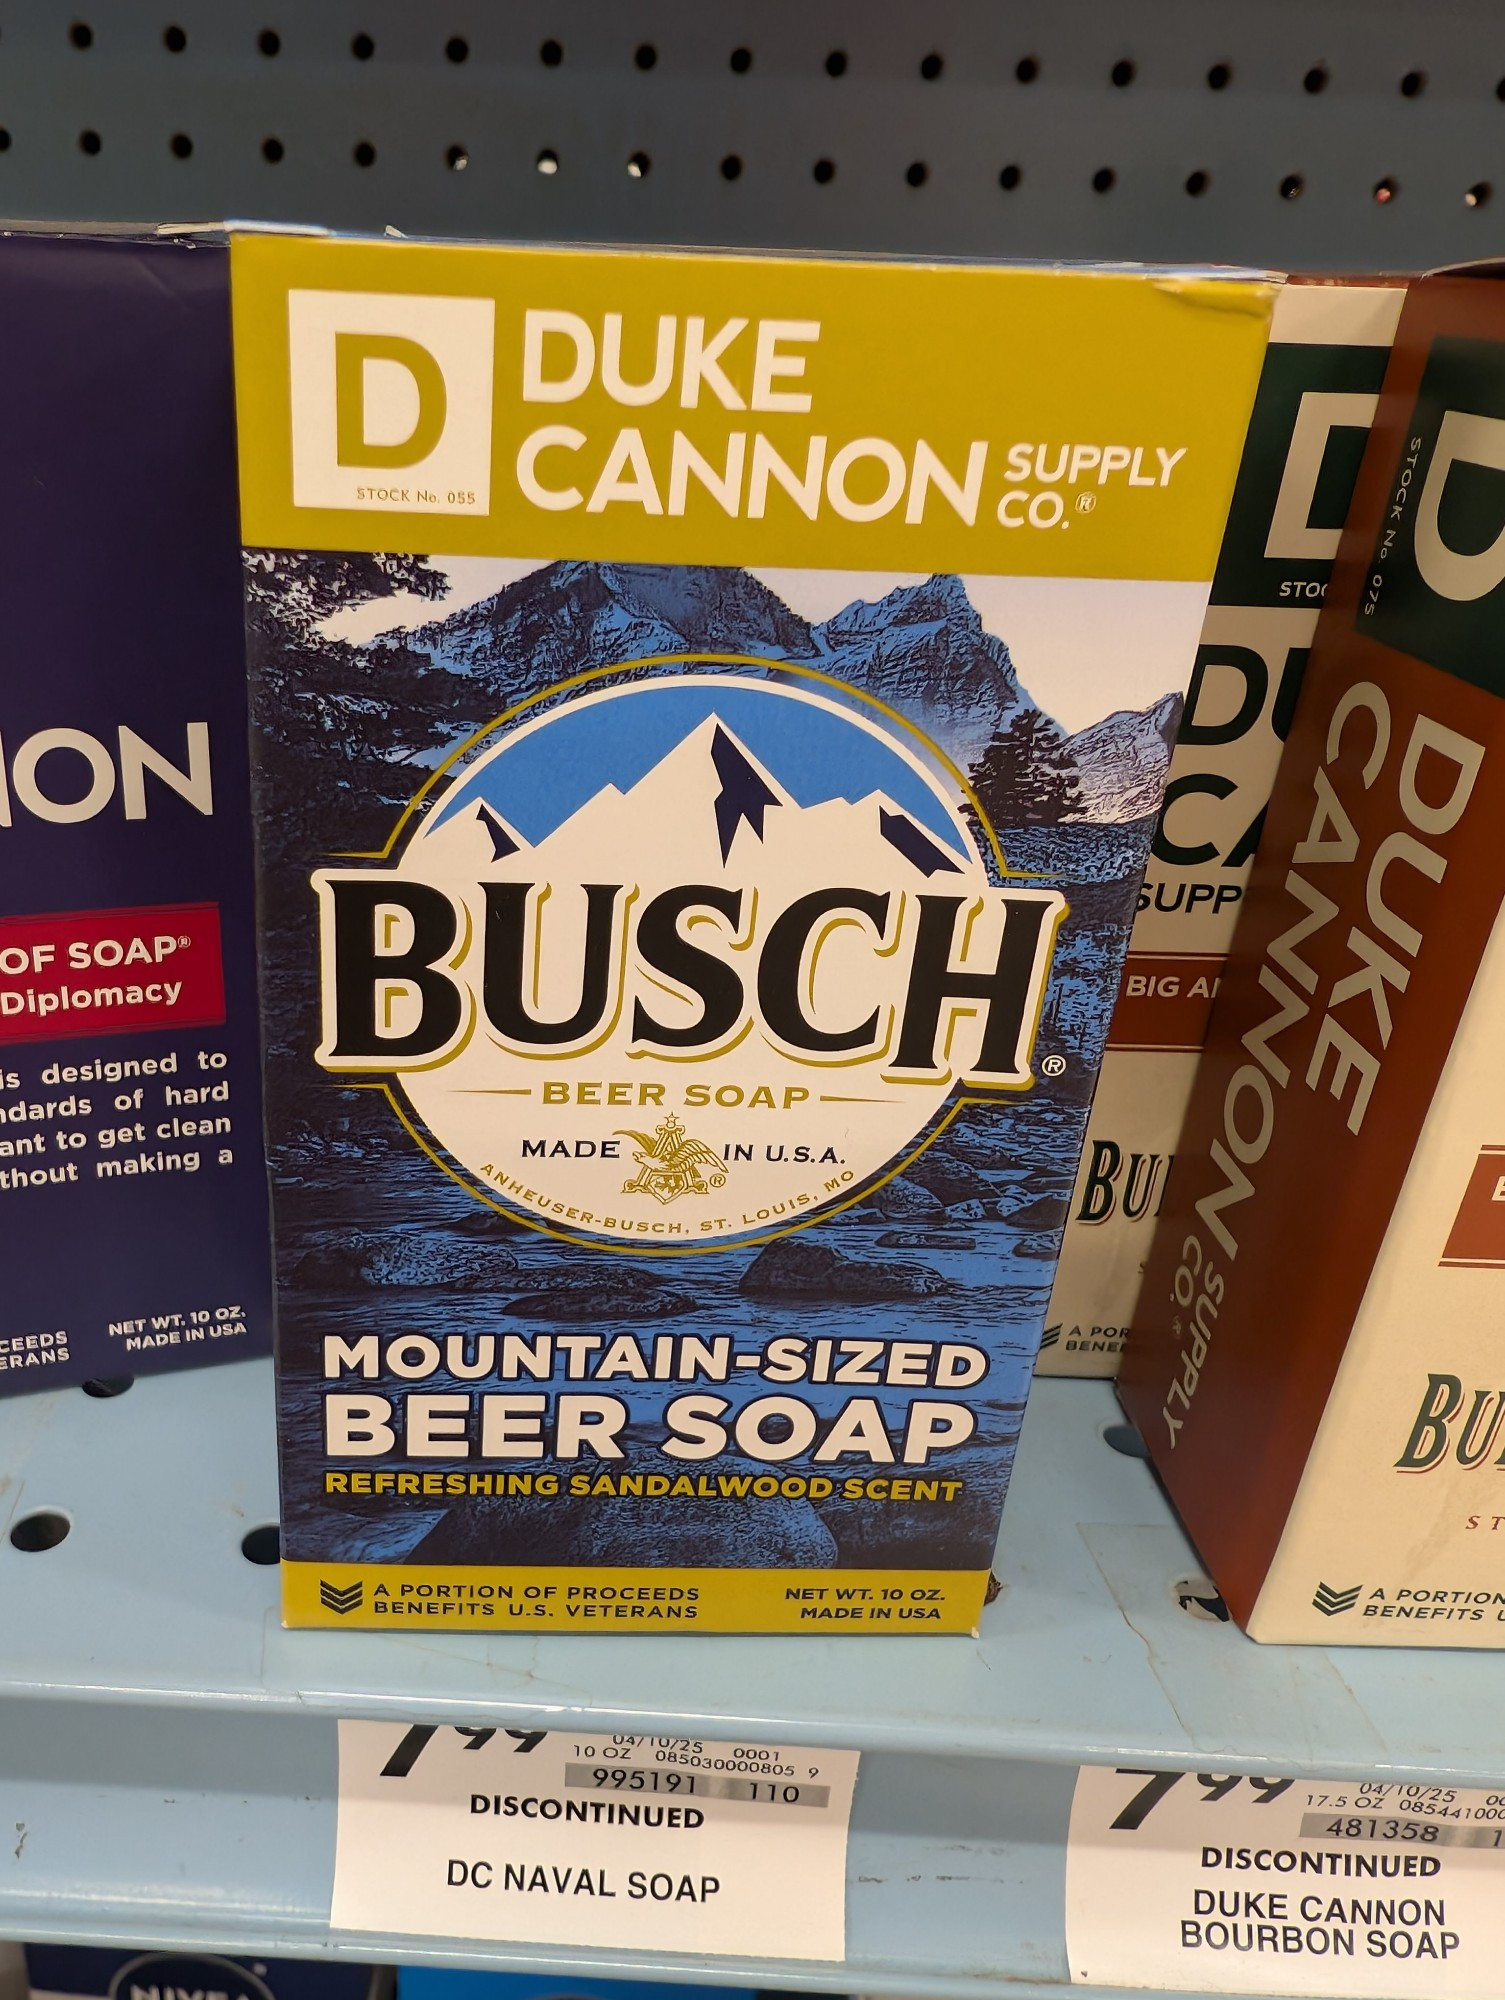 D
STOCK No. 055
DUKE
CANNON SUPPLY
CO.®
BUSCH®
BEER SOAP
MADE IN U.S.A.
ANHEUSER-BUSCH, ST. LOUIS, MO
MOUNTAIN-SIZED
BEER SOAP
REFRESHING SANDALWOOD SCENT
A PORTION OF PROCEEDS
BENEFITS U.S. VETERANS
NET WT. 10 OZ.
MADE IN USA
ON
OF SOAP®
Diplomacy
is designed to
of hard
to get clean
making a
NET WT. 10 OZ.
MADE IN USA
SUPP
BIG
A
D
STOCK No. 075
DUKE
CANNON
SUPPLY
CO.
A PORTION
BENEFITS
7.99
04/10/25 0001
10 OZ 085030000805 9
995191 110
DISCONTINUED
DC NAVAL SOAP
7.99
04/10/25
17.5 OZ
481358
DISCONTINUED
DUKE CANNON
BOURBON SOAP
NIVEA